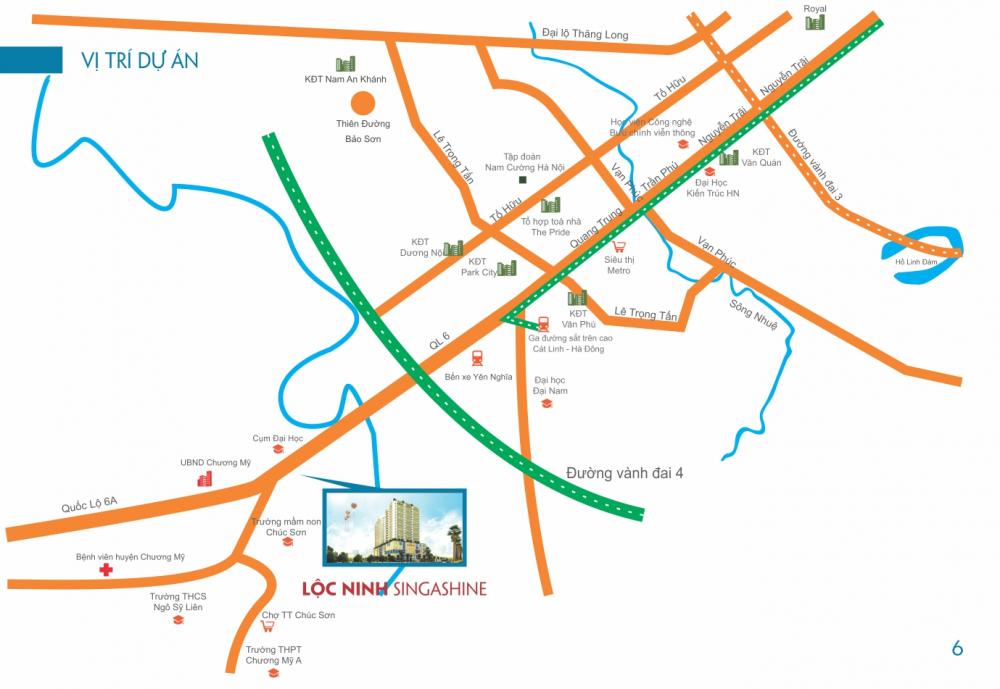 Royal
Đại lộ Thăng Long
VỊ TRÍ DỰ ÁN
KĐT Nam An Khánh
Thiên Đường
Bảo Sơn
Tố Hữu
Nguyễn Trãi
Nguyễn Trãi
Học viện Công nghệ
Bưu chính viễn thông
Lê Trọng Tấn
Tập đoàn
Nam Cường Hà Nội
KĐT
Văn Quán
Đường vành đai 3
Vạn Phúc
Trần Phú
Đại Học
Kiến Trúc HN
Tố Hữu
Tổ hợp toà nhà
The Pride
Quang Trung
KĐT
Dương Nội
KĐT
Park City
Siêu thị
Metro
Vạn Phúc
Hồ Linh Đàm
Sông Nhuệ
KĐT
Văn Phú
Lê Trọng Tấn
QL 6
Ga đường sắt trên cao
Cát Linh - Hà Đông
Bến xe Yên Nghĩa
Đại học
Đại Nam
Cụm Đại Học
UBND Chương Mỹ
Đường vành đai 4
Quốc Lộ 6A
Trường mầm non
Chúc Sơn
Bệnh viên huyện Chương Mỹ
LỘC NINH SINGASHINE
Trường THCS
Ngô Sỹ Liên
Chợ TT Chúc Sơn
Trường THPT
Chương Mỹ A
6